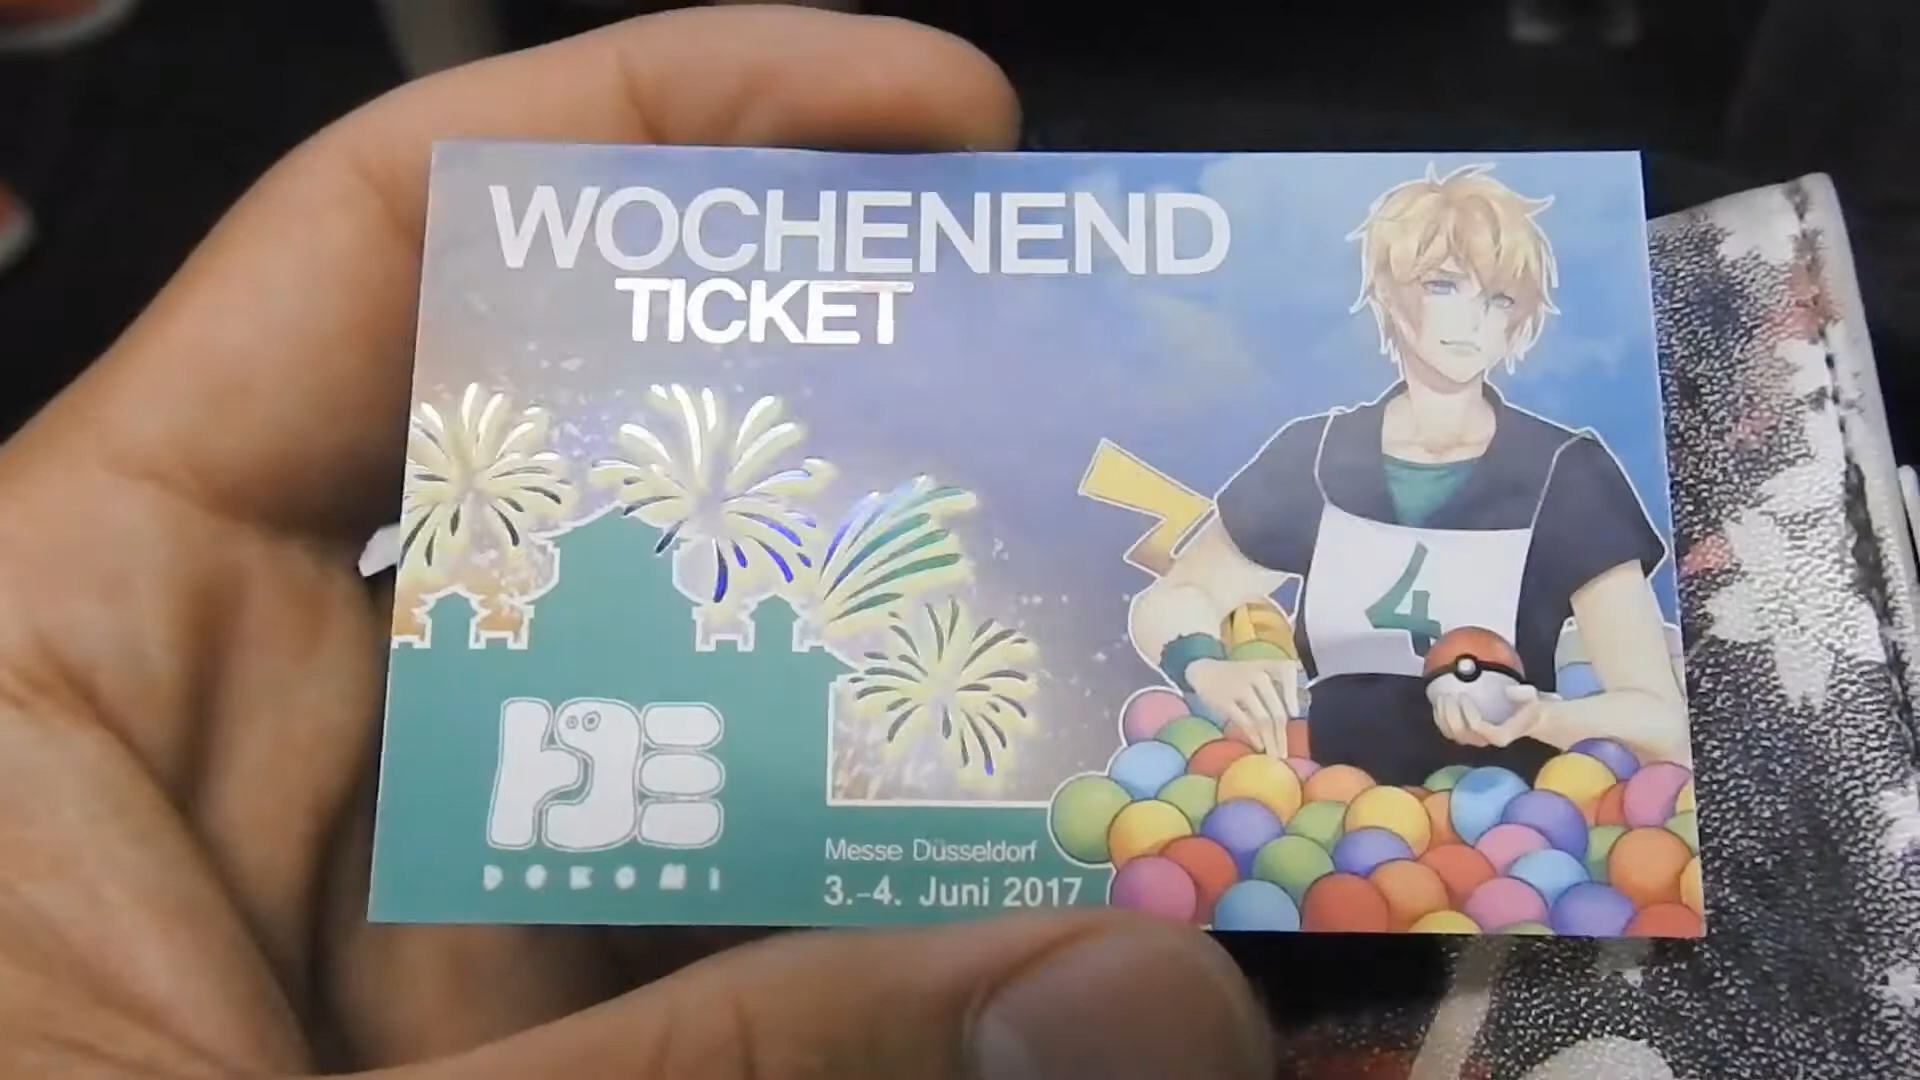 WOCHENEND
TICKET
4
ドコミ
DOKOMI
Messe Düsseldorf
3.-4. Juni 2017